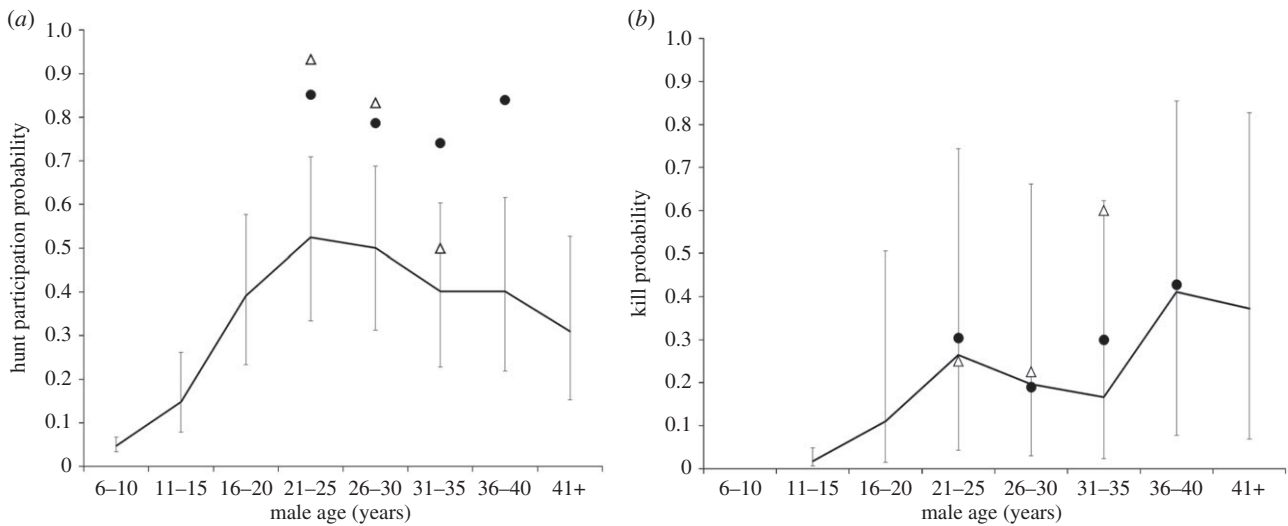 (a)
1.0
0.9
0.8
0.7
0.6
0.5
0.4
0.3
0.2
0.1
0
hunt participation probability
6–10 11–15 16–20 21–25 26–30 31–35 36–40 41+
male age (years)
(b)
1.0
0.9
0.8
0.7
0.6
0.5
0.4
0.3
0.2
0.1
0
kill probability
6–10 11–15 16–20 21–25 26–30 31–35 36–40 41+
male age (years)